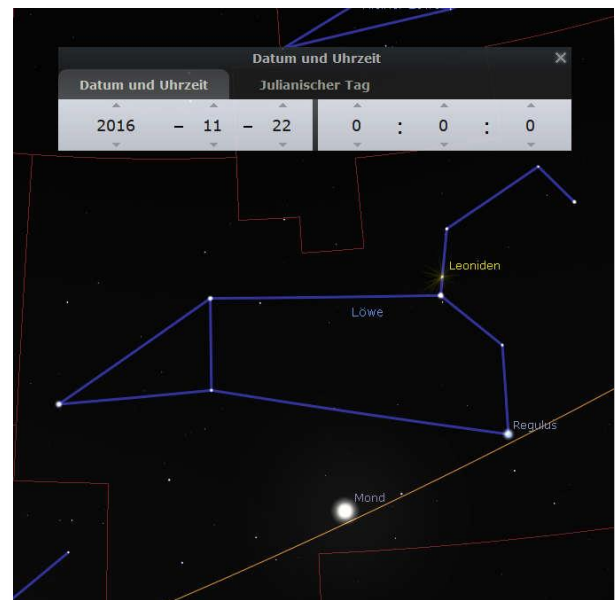 Datum und Uhrzeit
Datum und Uhrzeit Julianischer Tag
2016 – 11 – 22 0 : 0 : 0
Leoniden
Löwe
Regulus
Mond